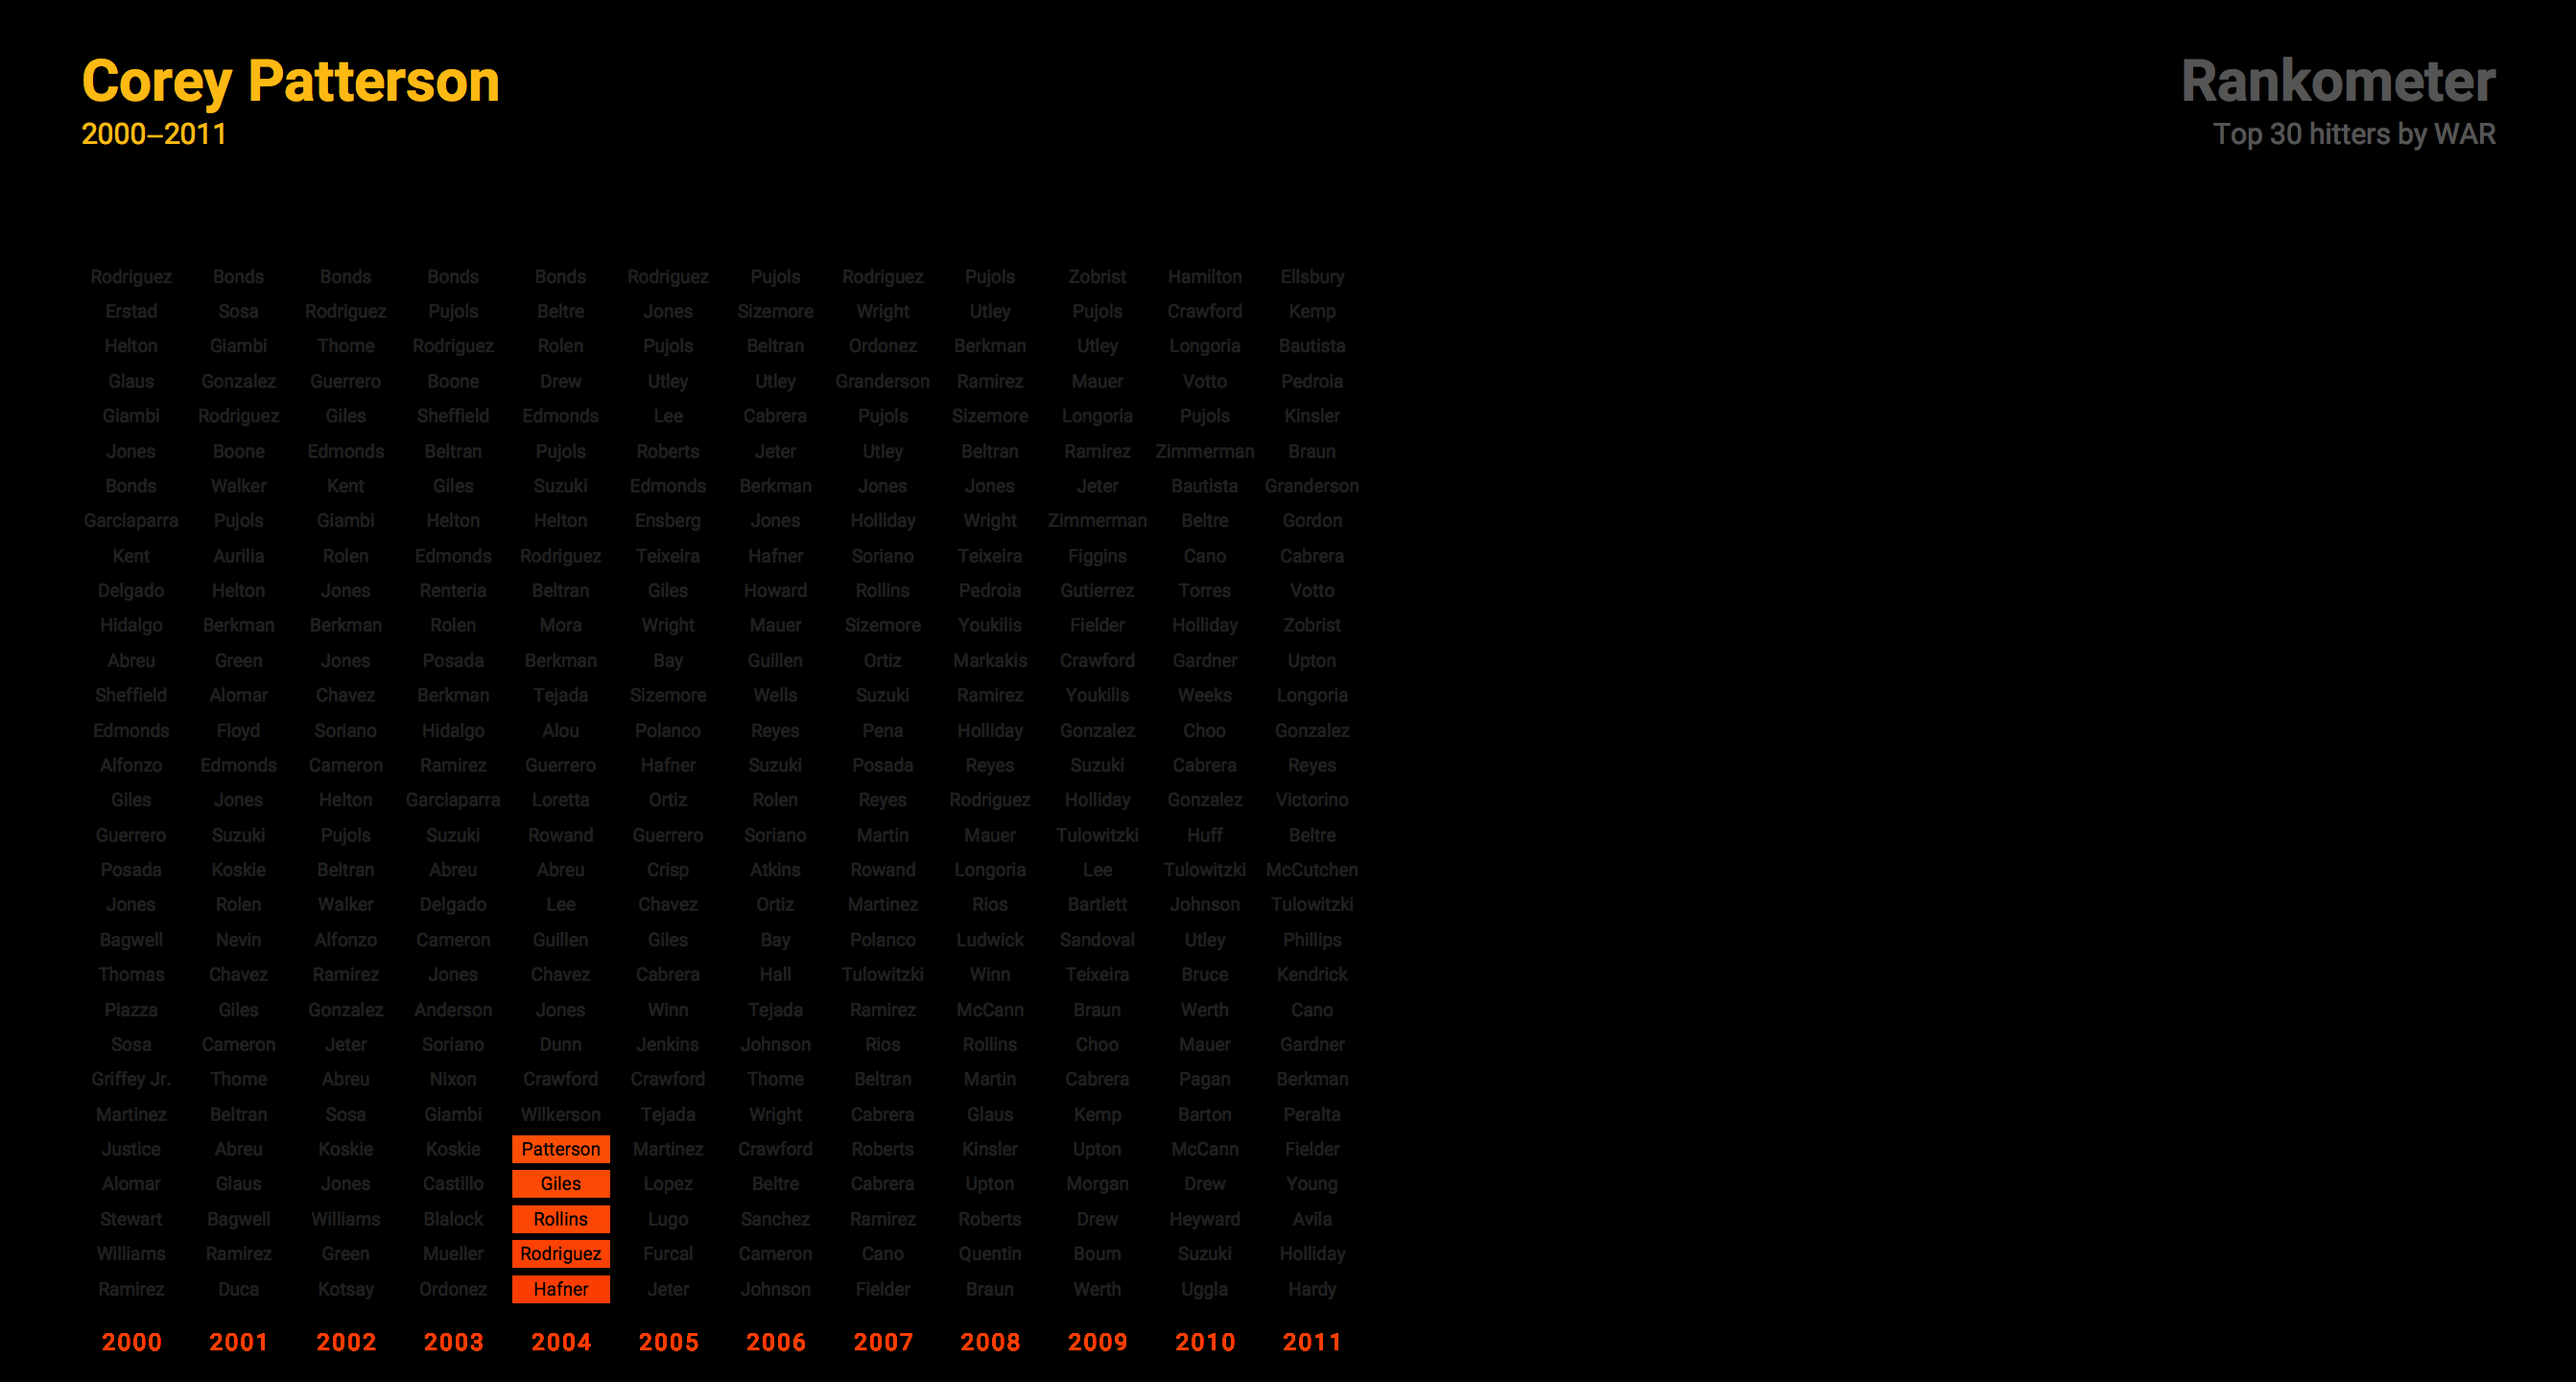 Corey Patterson
2000–2011
Rankometer
Top 30 hitters by WAR
Rodriguez Bonds Bonds Bonds Bonds Rodriguez Pujols Rodriguez Pujols Zobrist Hamilton Ellsbury
Erstad Sosa Rodriguez Pujols Beltre Jones Sizemore Wright Utley Pujols Crawford Kemp
Helton Giambi Thome Rodriguez Rolen Pujols Beltran Ordonez Berkman Utley Longoria Bautista
Glaus Gonzalez Guerrero Boone Drew Utley Utley Granderson Ramirez Mauer Votto Pedroia
Giambi Rodriguez Giles Sheffield Edmonds Lee Cabrera Pujols Sizemore Longoria Pujols Kinsler
Jones Boone Edmonds Beltran Pujols Roberts Jeter Utley Beltran Ramirez Zimmerman Braun
Bonds Walker Kent Giles Suzuki Edmonds Berkman Jones Jones Jeter Bautista Granderson
Garciaparra Pujols Giambi Helton Helton Ensberg Jones Holliday Wright Zimmerman Beltre Gordon
Kent Aurilia Rolen Edmonds Rodriguez Teixeira Hafner Soriano Teixeira Figgins Cano Cabrera
Delgado Helton Jones Renteria Beltran Giles Howard Rollins Pedroia Gutierrez Torres Votto
Hidalgo Berkman Berkman Rolen Mora Wright Mauer Sizemore Youkilis Fielder Holliday Zobrist
Abreu Green Jones Posada Berkman Bay Guillen Ortiz Markakis Crawford Gardner Upton
Sheffield Alomar Chavez Berkman Tejada Sizemore Wells Suzuki Ramirez Youkilis Weeks Longoria
Edmonds Floyd Soriano Hidalgo Alou Polanco Reyes Pena Holliday Gonzalez Choo Gonzalez
Alfonzo Edmonds Cameron Ramirez Guerrero Hafner Suzuki Posada Reyes Suzuki Cabrera Reyes
Giles Jones Helton Garciaparra Loretta Ortiz Rolen Reyes Rodriguez Holliday Gonzalez Victorino
Guerrero Suzuki Pujols Suzuki Rowand Guerrero Soriano Martin Mauer Tulowitzki Huff Beltre
Posada Koskie Beltran Abreu Abreu Crisp Atkins Rowand Longoria Lee Tulowitzki McCutchen
Jones Rolen Walker Delgado Lee Chavez Ortiz Martinez Rios Bartlett Johnson Tulowitzki
Bagwell Nevin Alfonzo Cameron Guillen Giles Bay Polanco Ludwick Sandoval Utley Phillips
Thomas Chavez Ramirez Jones Chavez Cabrera Hall Tulowitzki Winn Teixeira Bruce Kendrick
Piazza Giles Gonzalez Anderson Jones Winn Tejada Ramirez McCann Braun Werth Cano
Sosa Cameron Jeter Soriano Dunn Jenkins Johnson Rios Rollins Choo Mauer Gardner
Griffey Jr. Thome Abreu Nixon Crawford Crawford Thome Beltran Martin Cabrera Pagan Berkman
Martinez Beltran Sosa Giambi Wilkerson Tejada Wright Cabrera Glaus Kemp Barton Peralta
Justice Abreu Koskie Koskie Patterson Martinez Crawford Roberts Kinsler Upton McCann Fielder
Alomar Glaus Jones Castillo Giles Lopez Beltre Cabrera Upton Morgan Drew Young
Stewart Bagwell Williams Blalock Rollins Lugo Sanchez Ramirez Roberts Drew Heyward Avila
Williams Ramirez Green Mueller Rodriguez Furcal Cameron Cano Quentin Bourn Suzuki Holliday
Ramirez Duca Kotsay Ordonez Hafner Jeter Johnson Fielder Braun Werth Uggla Hardy
2000 2001 2002 2003 2004 2005 2006 2007 2008 2009 2010 2011